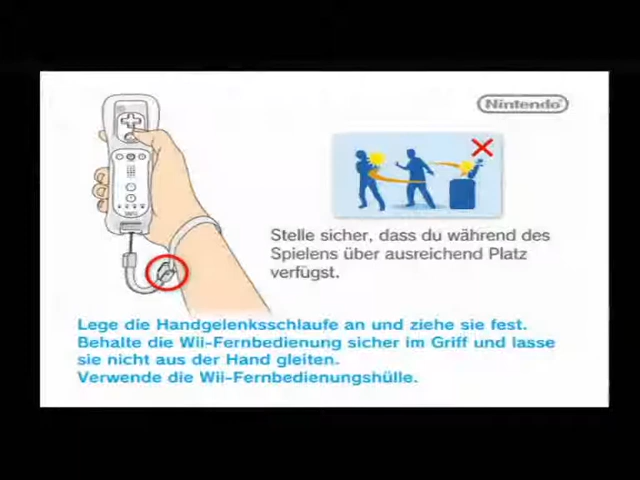 Nintendo
Stelle sicher, dass du während des
Spielens über ausreichend Platz
verfügst.
Lege die Handgelenksschlaufe an und ziehe sie fest.
Behalte die Wii-Fernbedienung sicher im Griff und lasse
sie nicht aus der Hand gleiten.
Verwende die Wii-Fernbedienungshülle.